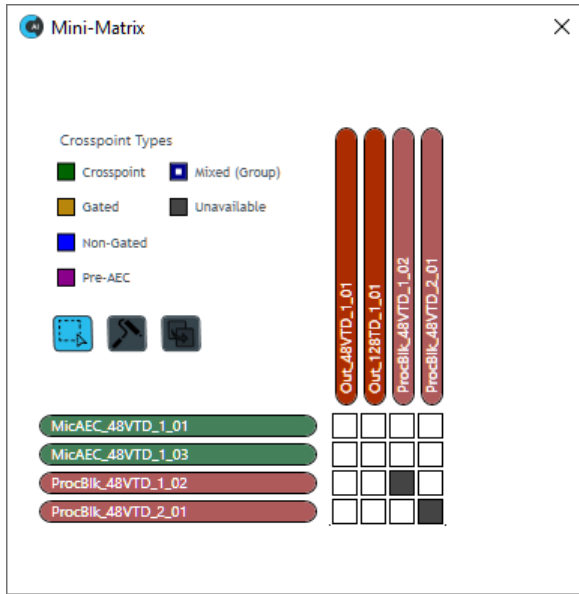 Mini-Matrix
Crosspoint Types
Crosspoint
Mixed (Group)
Gated
Unavailable
Non-Gated
Pre-AEC
Out_48VTD_1_01
Out_128TD_1_01
ProcBlk_48VTD_1_02
ProcBlk_48VTD_2_01
MicAEC_48VTD_1_01
MicAEC_48VTD_1_03
ProcBlk_48VTD_1_02
ProcBlk_48VTD_2_01